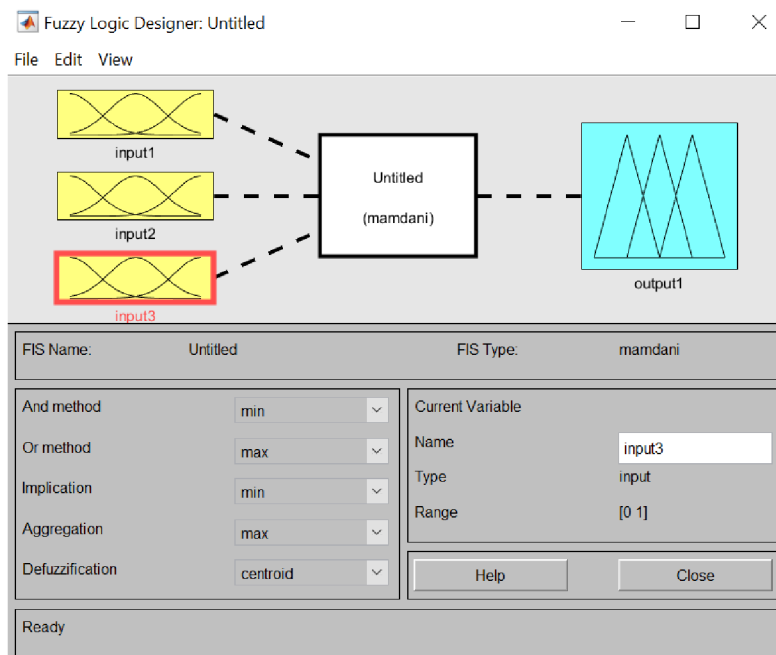 Fuzzy Logic Designer: Untitled
File Edit View
input1
input2
input3
Untitled
(mamdani)
output1
FIS Name: Untitled FIS Type: mamdani
And method min
Or method max
Implication min
Aggregation max
Defuzzification centroid
Current Variable
Name input3
Type input
Range [0 1]
Help Close
Ready